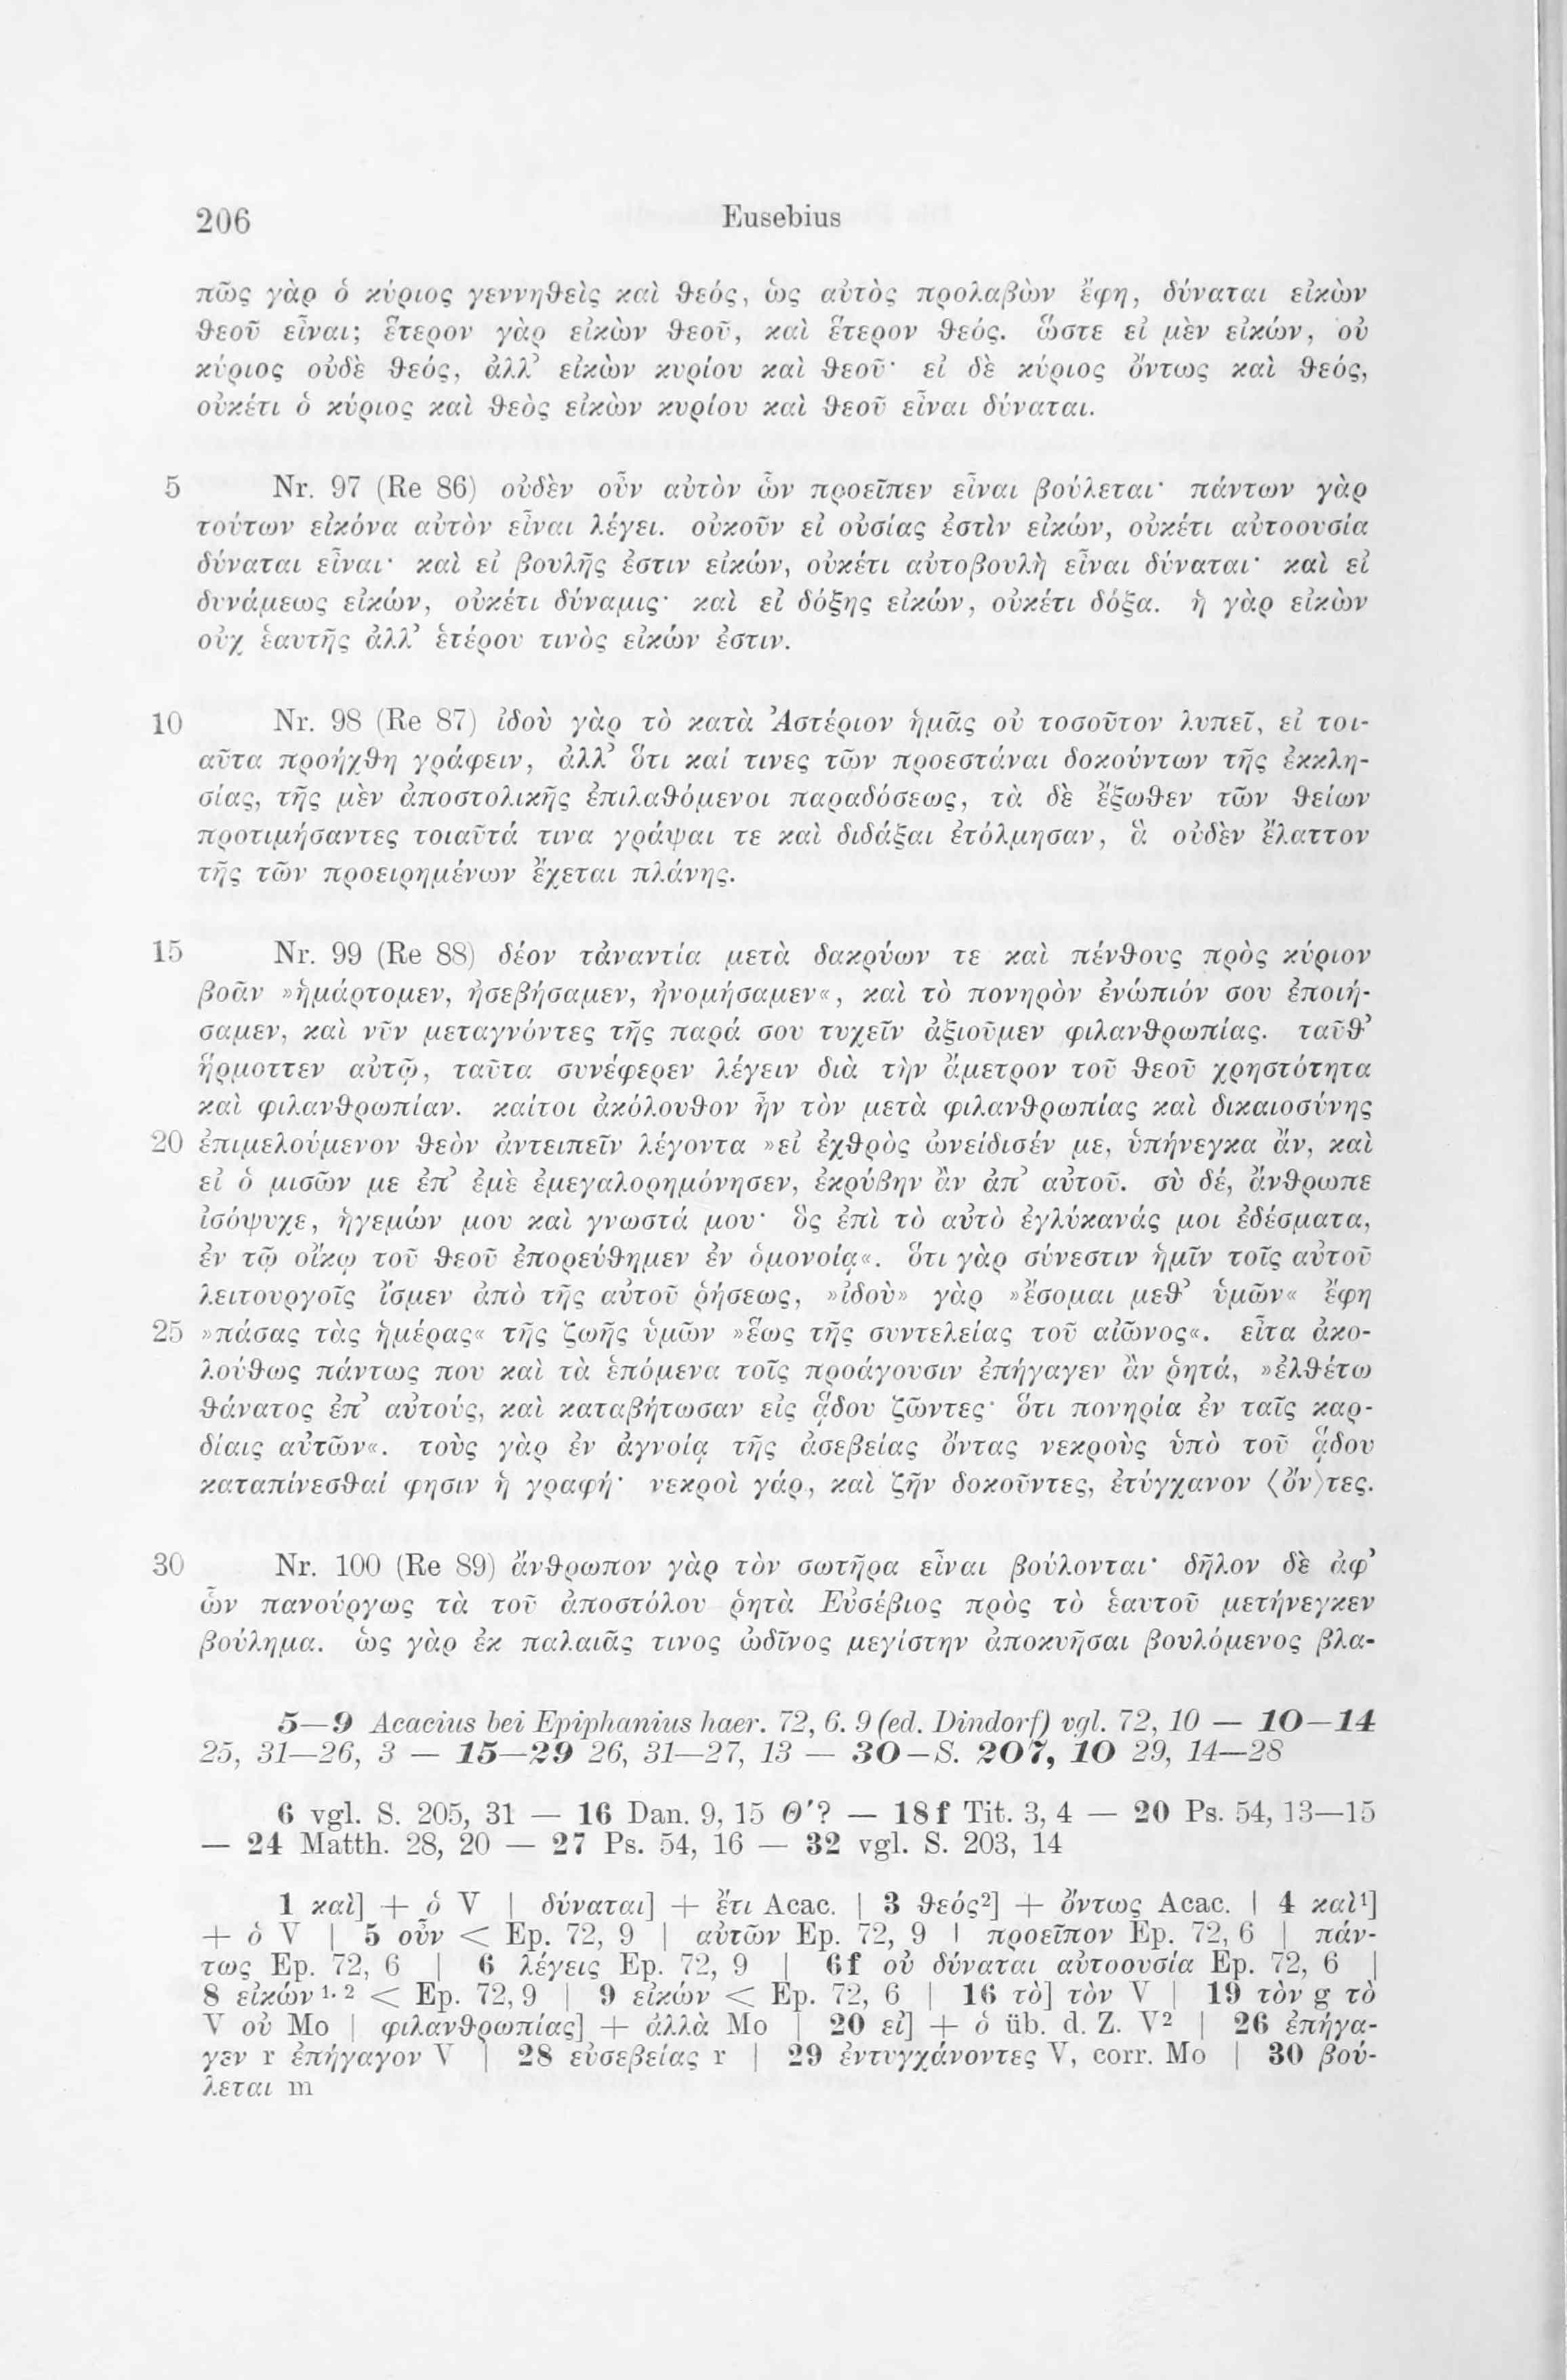 206 Eusebius
πῶς γὰρ ὁ κύριος γεννηθεὶς καὶ θεός, ὡς αὐτὸς προλαβὼν ἔφη, δύναται εἰκὼν
θεοῦ εἶναι; ἕτερον γὰρ εἰκὼν θεοῦ, καὶ ἕτερον θεός. ὥστε εἰ μὲν εἰκών, οὐ
κύριος οὐδὲ θεός, ἀλλ’ εἰκὼν κυρίου καὶ θεοῦ· εἰ δὲ κύριος ὄντως καὶ θεός,
οὐκέτι ὁ κύριος καὶ θεὸς εἰκὼν κυρίου καὶ θεοῦ εἶναι δύναται.
5 Nr. 97 (Re 86) οὐδὲν οὖν αὐτὸν ὧν προεῖπεν εἶναι βούλεται· πάντων γὰρ
τούτων εἰκόνα αὐτὸν εἶναι λέγει. οὐκοῦν εἰ οὐσίας ἐστὶν εἰκών, οὐκέτι αὐτοουσία
δύναται εἶναι· καὶ εἰ βουλῆς ἐστιν εἰκών, οὐκέτι αὐτοβουλὴ εἶναι δύναται· καὶ εἰ
δυνάμεως εἰκών, οὐκέτι δύναμις· καὶ εἰ δόξης εἰκών, οὐκέτι δόξα. ἡ γὰρ εἰκὼν
οὐχ ἑαυτῆς ἀλλ’ ἑτέρου τινὸς εἰκών ἐστιν.
10 Nr. 98 (Re 87) ἰδοὺ γὰρ τὸ κατὰ Ἀστέριον ἡμᾶς οὐ τοσοῦτον λυπεῖ, εἰ τοι-
αῦτα προήχθη γράφειν, ἀλλ’ ὅτι καί τινες τῶν προεστάναι δοκούντων τῆς ἐκκλη-
σίας, τῆς μὲν ἀποστολικῆς ἐπιλαθόμενοι παραδόσεως, τὰ δὲ ἔξωθεν τῶν θείων
προτιμήσαντες τοιαῦτά τινα γράψαι τε καὶ διδάξαι ἐτόλμησαν, ἃ οὐδὲν ἔλαττον
τῆς τῶν προειρημένων ἔχεται πλάνης.
15 Nr. 99 (Re 88) δέον τἀναντία μετὰ δακρύων τε καὶ πένθους πρὸς κύριον
βοᾶν »ἡμάρτομεν, ἠσεβήσαμεν, ἠνομήσαμεν«, καὶ τὸ πονηρὸν ἐνώπιόν σου ἐποιή-
σαμεν, καὶ νῦν μεταγνόντες τῆς παρά σου τυχεῖν ἀξιοῦμεν φιλανθρωπίας. ταῦθ’
ἥρμοττεν αὐτῷ, ταῦτα συνέφερεν λέγειν διὰ τὴν ἄμετρον τοῦ θεοῦ χρηστότητα
καὶ φιλανθρωπίαν. καίτοι ἀκόλουθον ἦν τὸν μετὰ φιλανθρωπίας καὶ δικαιοσύνης
20 ἐπιμελούμενον θεὸν ἀντειπεῖν λέγοντα »εἰ ἐχθρὸς ὠνείδισέν με, ὑπήνεγκα ἄν, καὶ
εἰ ὁ μισῶν με ἐπ’ ἐμὲ ἐμεγαλορημόνησεν, ἐκρύβην ἂν ἀπ’ αὐτοῦ. σὺ δέ, ἄνθρωπε
ἰσόψυχε, ἡγεμών μου καὶ γνωστά μου· ὃς ἐπὶ τὸ αὐτὸ ἐγλύκανάς μοι ἐδέσματα,
ἐν τῷ οἴκῳ τοῦ θεοῦ ἐπορεύθημεν ἐν ὁμονοίᾳ«. ὅτι γὰρ σύνεστιν ἡμῖν τοῖς αὐτοῦ
λειτουργοῖς ἴσμεν ἀπὸ τῆς αὐτοῦ ῥήσεως, »ἰδοὺ» γὰρ »ἔσομαι μεθ’ ὑμῶν« ἔφη
25 »πάσας τὰς ἡμέρας« τῆς ζωῆς ὑμῶν »ἕως τῆς συντελείας τοῦ αἰῶνος«. εἶτα ἀκο-
λούθως πάντως που καὶ τὰ ἑπόμενα τοῖς προάγουσιν ἐπήγαγεν ἂν ῥητά, »ἐλθέτω
θάνατος ἐπ’ αὐτούς, καὶ καταβήτωσαν εἰς ᾅδου ζῶντες· ὅτι πονηρία ἐν ταῖς καρ-
δίαις αὐτῶν«. τοὺς γὰρ ἐν ἀγνοίᾳ τῆς ἀσεβείας ὄντας νεκροὺς ὑπὸ τοῦ ᾅδου
καταπίνεσθαί φησιν ἡ γραφή· νεκροὶ γάρ, καὶ ζῆν δοκοῦντες, ἐτύγχανον ⟨ὄν⟩τες.
30 Nr. 100 (Re 89) ἄνθρωπον γὰρ τὸν σωτῆρα εἶναι βούλονται· δῆλον δὲ ἀφ’
ὧν πανούργως τὰ τοῦ ἀποστόλου ῥητὰ Εὐσέβιος πρὸς τὸ ἑαυτοῦ μετήνεγκεν
βούλημα. ὡς γὰρ ἐκ παλαιᾶς τινος ὠδῖνος μεγίστην ἀποκυῆσαι βουλόμενος βλα-
5—9 Acacius bei Epiphanius haer. 72, 6. 9 (ed. Dindorf) vgl. 72, 10 — 10—14
25, 31—26, 3 — 15—29 26, 31—27, 13 — 30—S. 207, 10 29, 14—28
6 vgl. S. 205, 31 — 16 Dan. 9, 15 Θ′? — 18f Tit. 3, 4 — 20 Ps. 54, 13—15
— 24 Matth. 28, 20 — 27 Ps. 54, 16 — 32 vgl. S. 203, 14
1 καὶ] + ὁ V | δύναται] + ἔτι Acac. | 3 θεός²] + ὄντως Acac. | 4 καὶ¹]
+ ὁ V | 5 οὖν < Ep. 72, 9 | αὐτῶν Ep. 72, 9 | προεῖπον Ep. 72, 6 | πάν-
τως Ep. 72, 6 | 6 λέγεις Ep. 72, 9 | 6f οὐ δύναται αὐτοουσία Ep. 72, 6 |
8 εἰκών ¹·² < Ep. 72, 9 | 9 εἰκών < Ep. 72, 6 | 16 τὸ] τὸν V | 19 τὸν g τὸ
V οὐ Mo | φιλανθρωπίας] + ἀλλὰ Mo | 20 εἰ] + ὁ üb. d. Z. V² | 26 ἐπήγα-
γεν r ἐπήγαγον V | 28 εὐσεβείας r | 29 ἐντυγχάνοντες V, corr. Mo | 30 βού-
λεται m